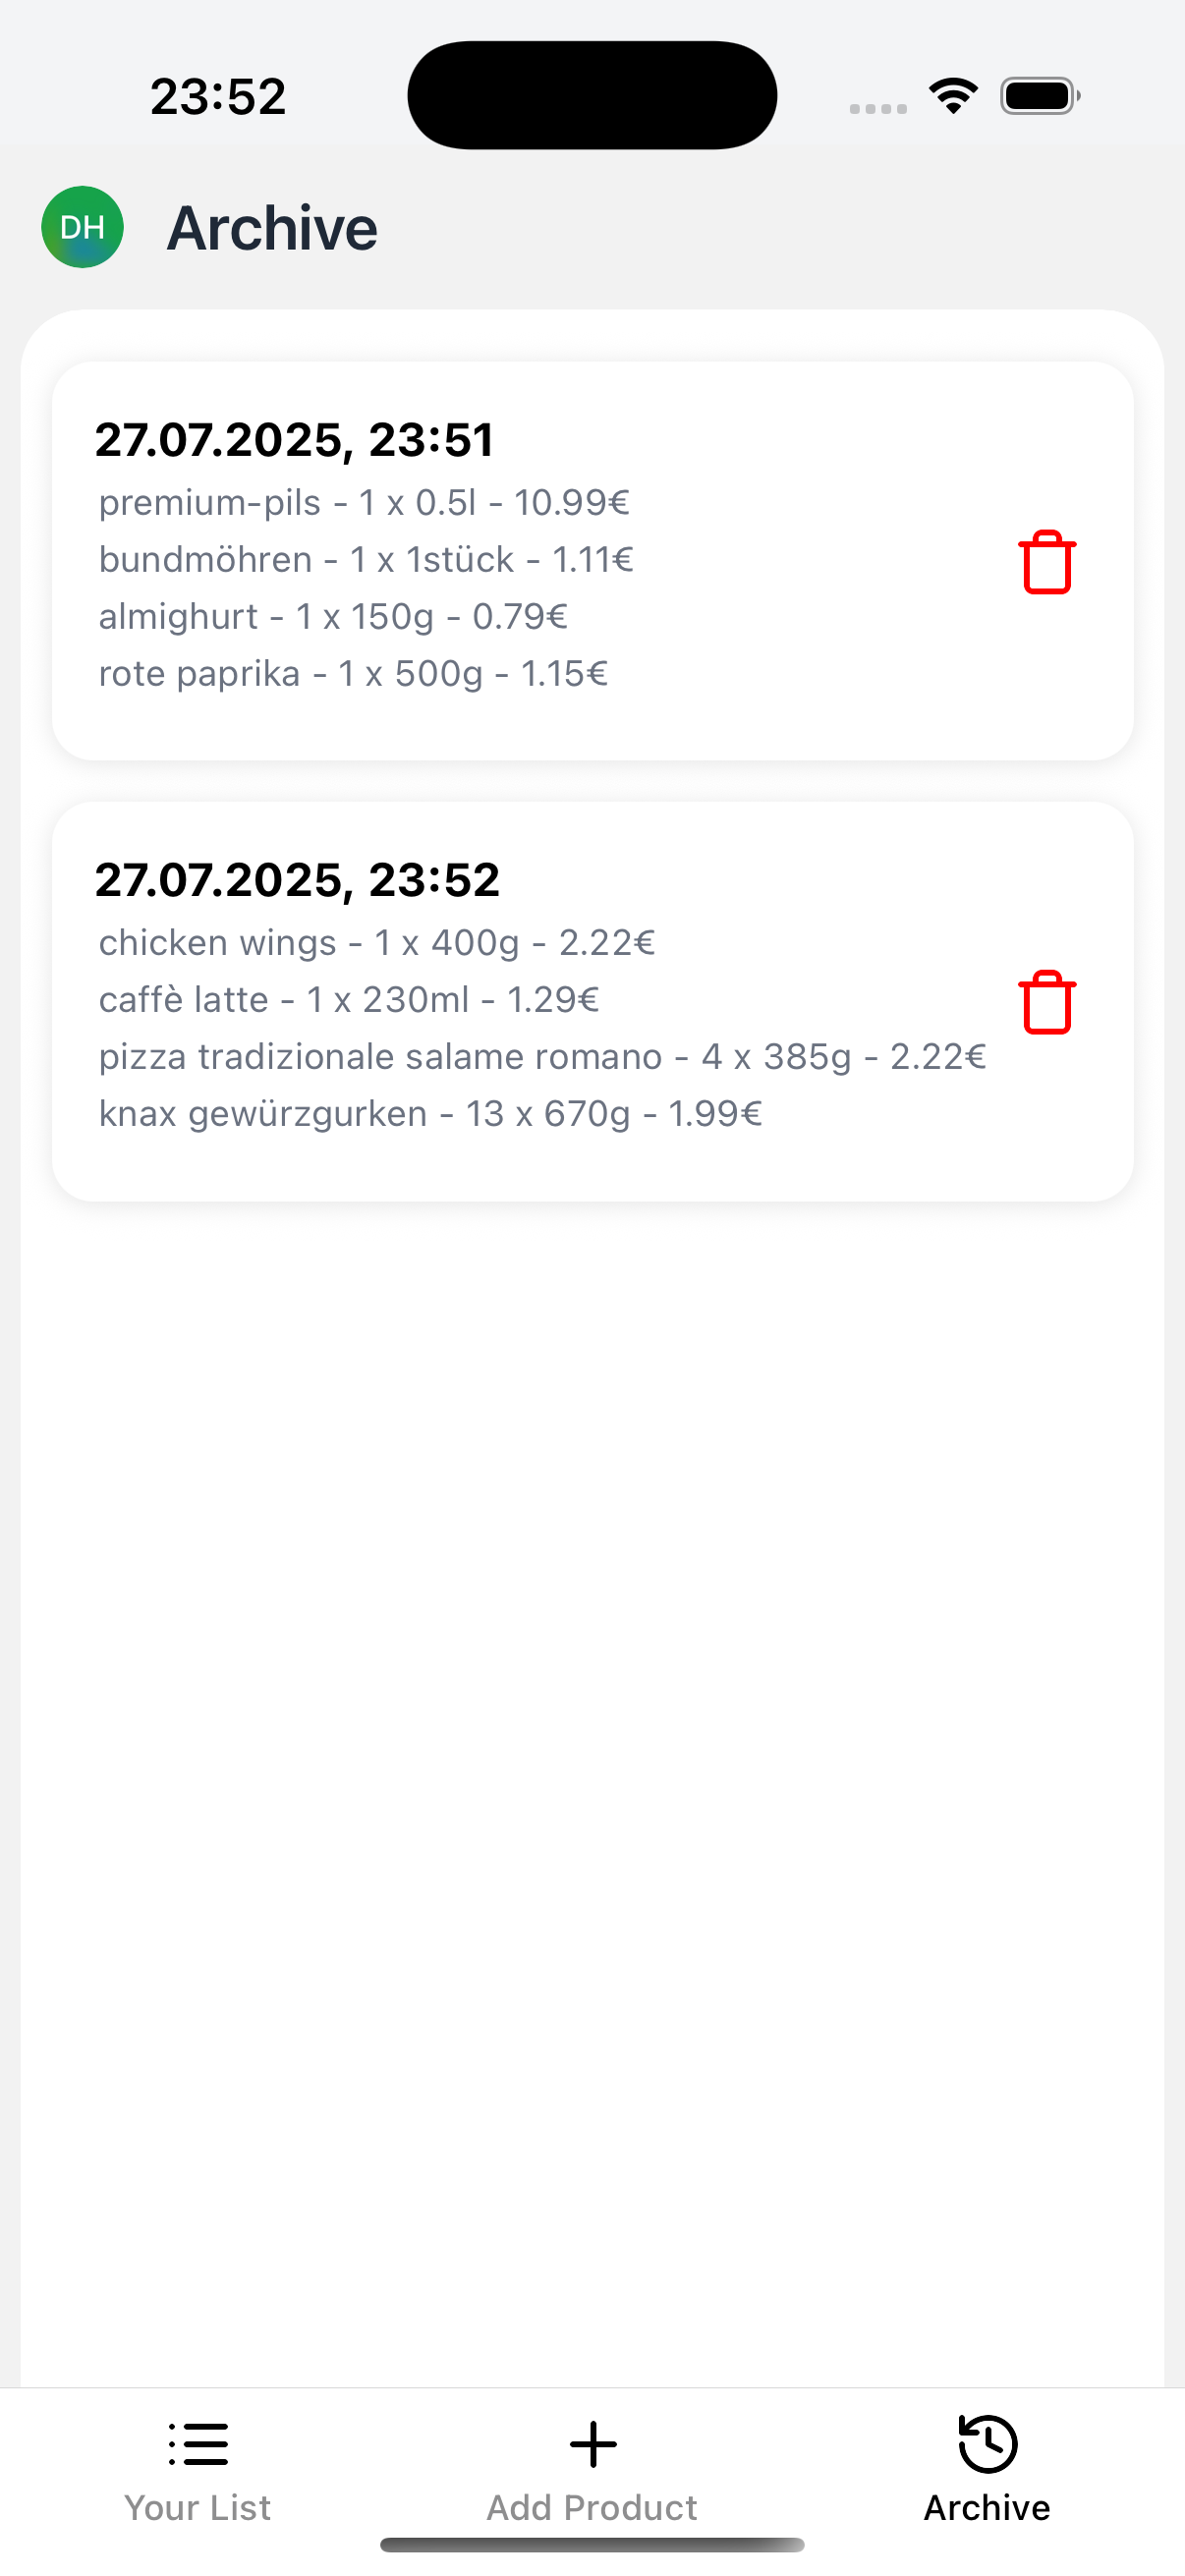 23:52
DH
Archive
27.07.2025, 23:51
premium-pils - 1 x 0.5l - 10.99€
bundmöhren - 1 x 1stück - 1.11€
almighurt - 1 x 150g - 0.79€
rote paprika - 1 x 500g - 1.15€
27.07.2025, 23:52
chicken wings - 1 x 400g - 2.22€
caffè latte - 1 x 230ml - 1.29€
pizza tradizionale salame romano - 4 x 385g - 2.22€
knax gewürzgurken - 13 x 670g - 1.99€
Your List
Add Product
Archive